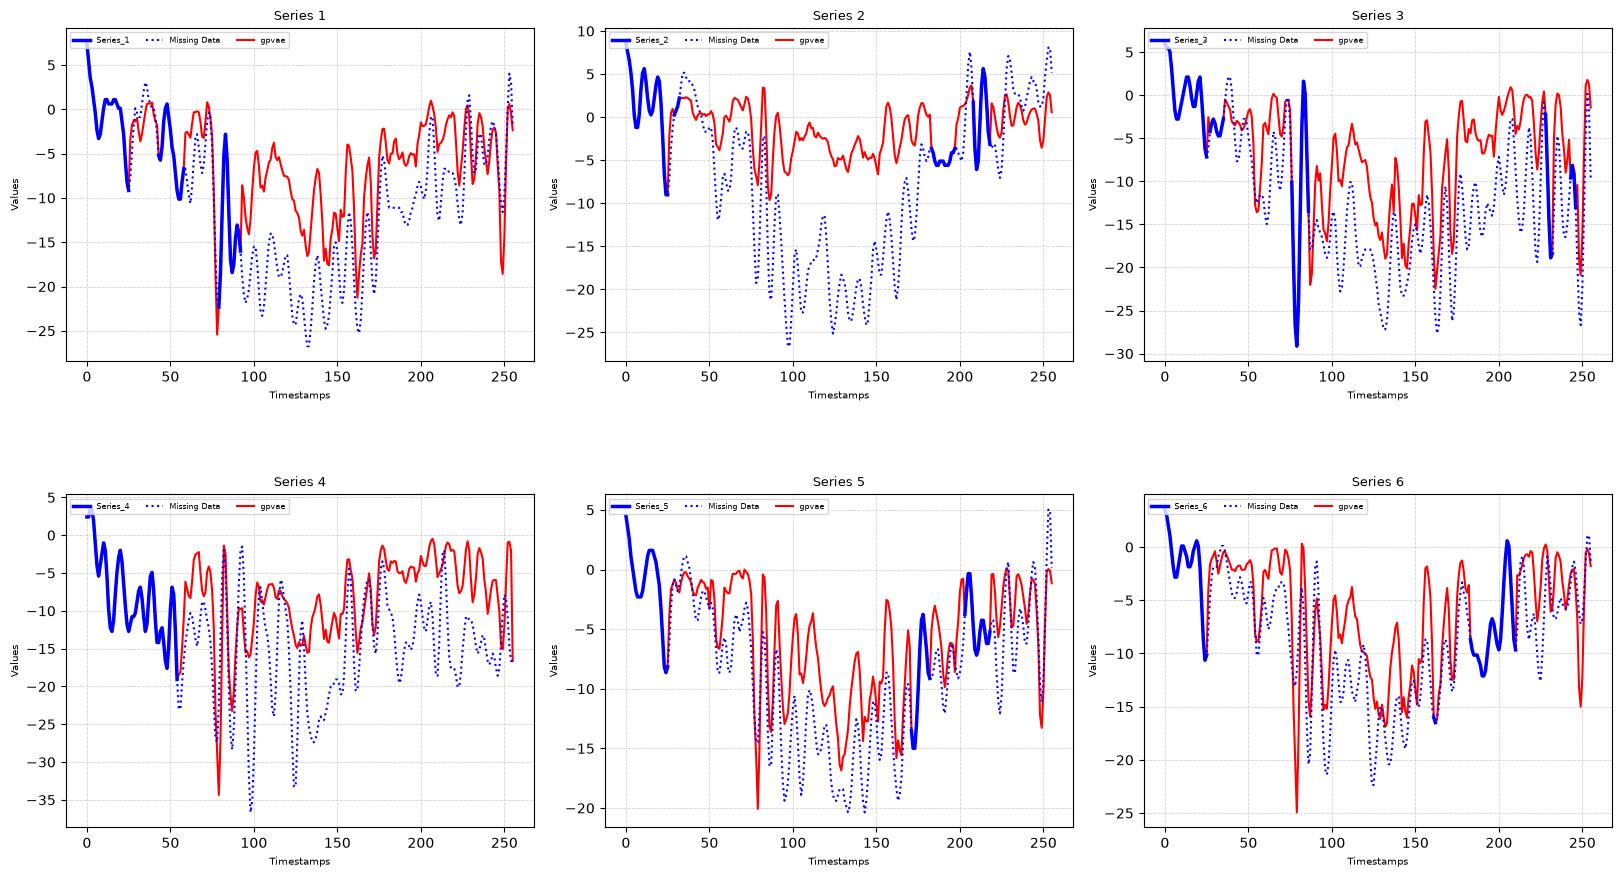 Series 1
Series_1 Missing Data gpvae
Values
5
0
−5
−10
−15
−20
−25
0 50 100 150 200 250
Timestamps
Series 2
Series_2 Missing Data gpvae
Values
10
5
0
−5
−10
−15
−20
−25
0 50 100 150 200 250
Timestamps
Series 3
Series_3 Missing Data gpvae
Values
5
0
−5
−10
−15
−20
−25
−30
0 50 100 150 200 250
Timestamps
Series 4
Series_4 Missing Data gpvae
Values
5
0
−5
−10
−15
−20
−25
−30
−35
0 50 100 150 200 250
Timestamps
Series 5
Series_5 Missing Data gpvae
Values
5
0
−5
−10
−15
−20
0 50 100 150 200 250
Timestamps
Series 6
Series_6 Missing Data gpvae
Values
0
−5
−10
−15
−20
−25
0 50 100 150 200 250
Timestamps